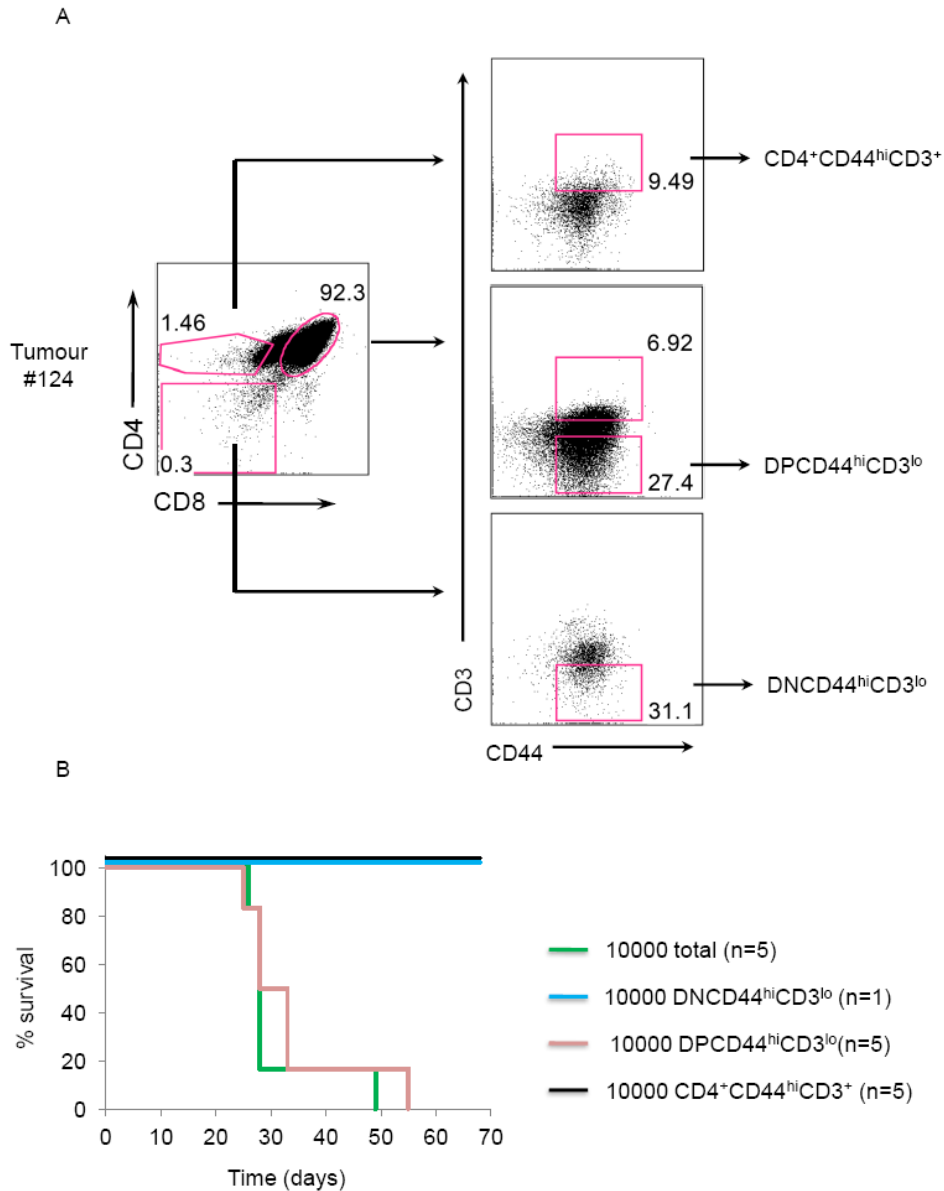 A
CD4⁺CD44ʰⁱCD3⁺
9.49
92.3
1.46
6.92
Tumour
#124
CD4
DPCD44ʰⁱCD3ˡᵒ
0.3
27.4
CD8
CD3
DNCD44ʰⁱCD3ˡᵒ
31.1
CD44
B
100
80
60
40
20
0
% survival
0 10 20 30 40 50 60 70
Time (days)
10000 total (n=5)
10000 DNCD44ʰⁱCD3ˡᵒ (n=1)
10000 DPCD44ʰⁱCD3ˡᵒ(n=5)
10000 CD4⁺CD44ʰⁱCD3⁺ (n=5)